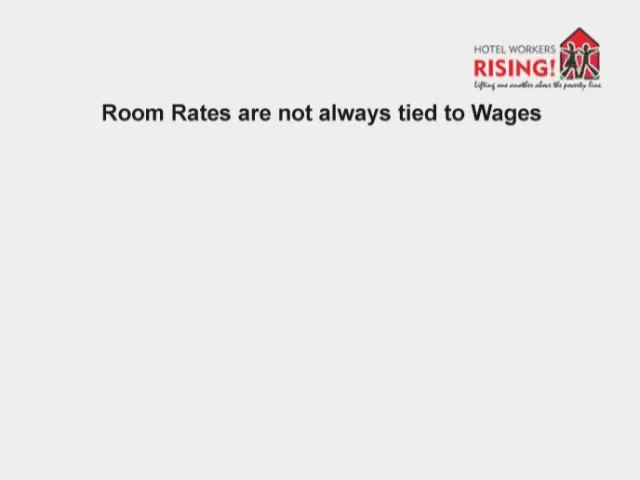 HOTEL WORKERS
RISING!
Lifting one another above the poverty line.
Room Rates are not always tied to Wages